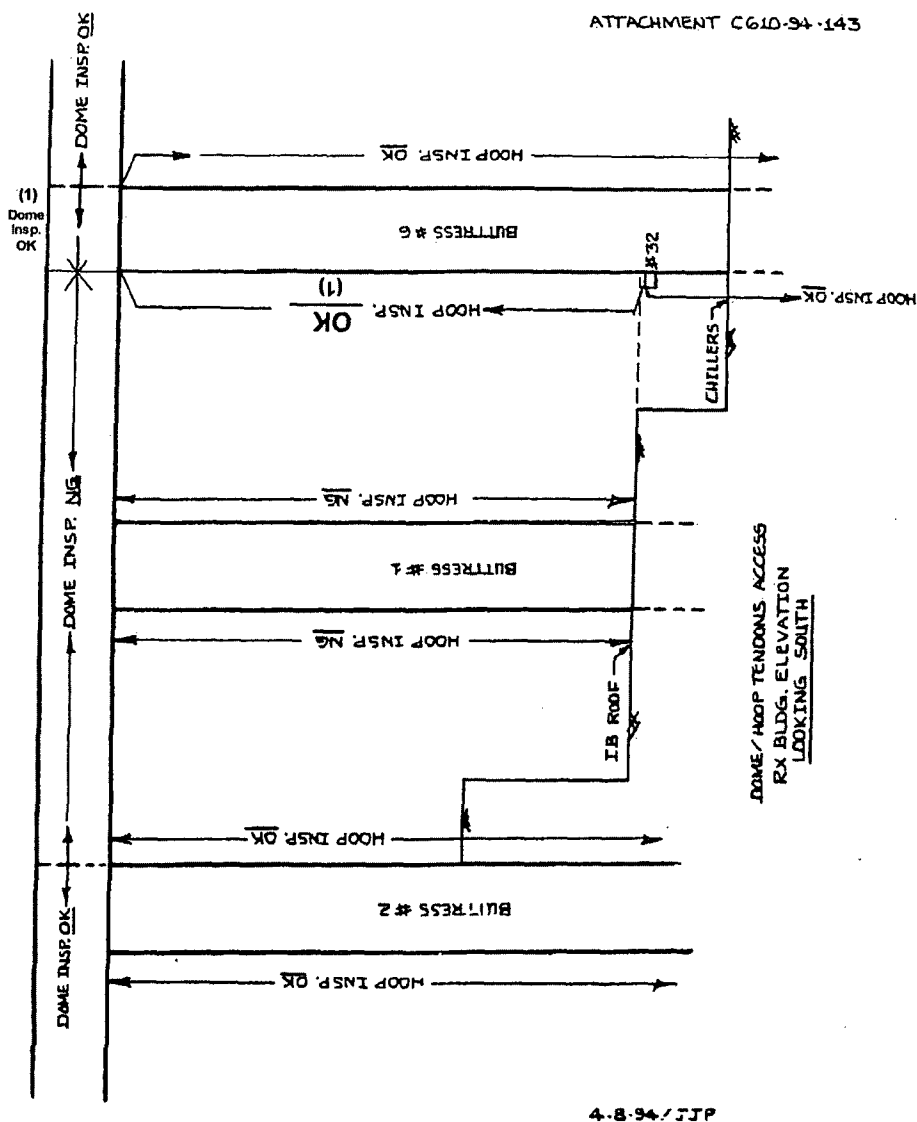 ATTACHMENT C61D-94-143
DOME INSP. OK
(1)
Dome
Insp.
OK
HOOP INSP. OK
BUTTRESS #6
#32
HOOP INSP. OK
(1)
HOOP INSP. OK
CHILLERS
DOME INSP. NG
HOOP INSP. NG
BUTTRESS #1
HOOP INSP. NG
IB ROOF
DOME/HOOP TENDONS ACCESS
RX BLDG. ELEVATION
LOOKING SOUTH
HOOP INSP. OK
BUTTRESS #2
DOME INSP. OK
HOOP INSP. OK
4-8-94/JJP